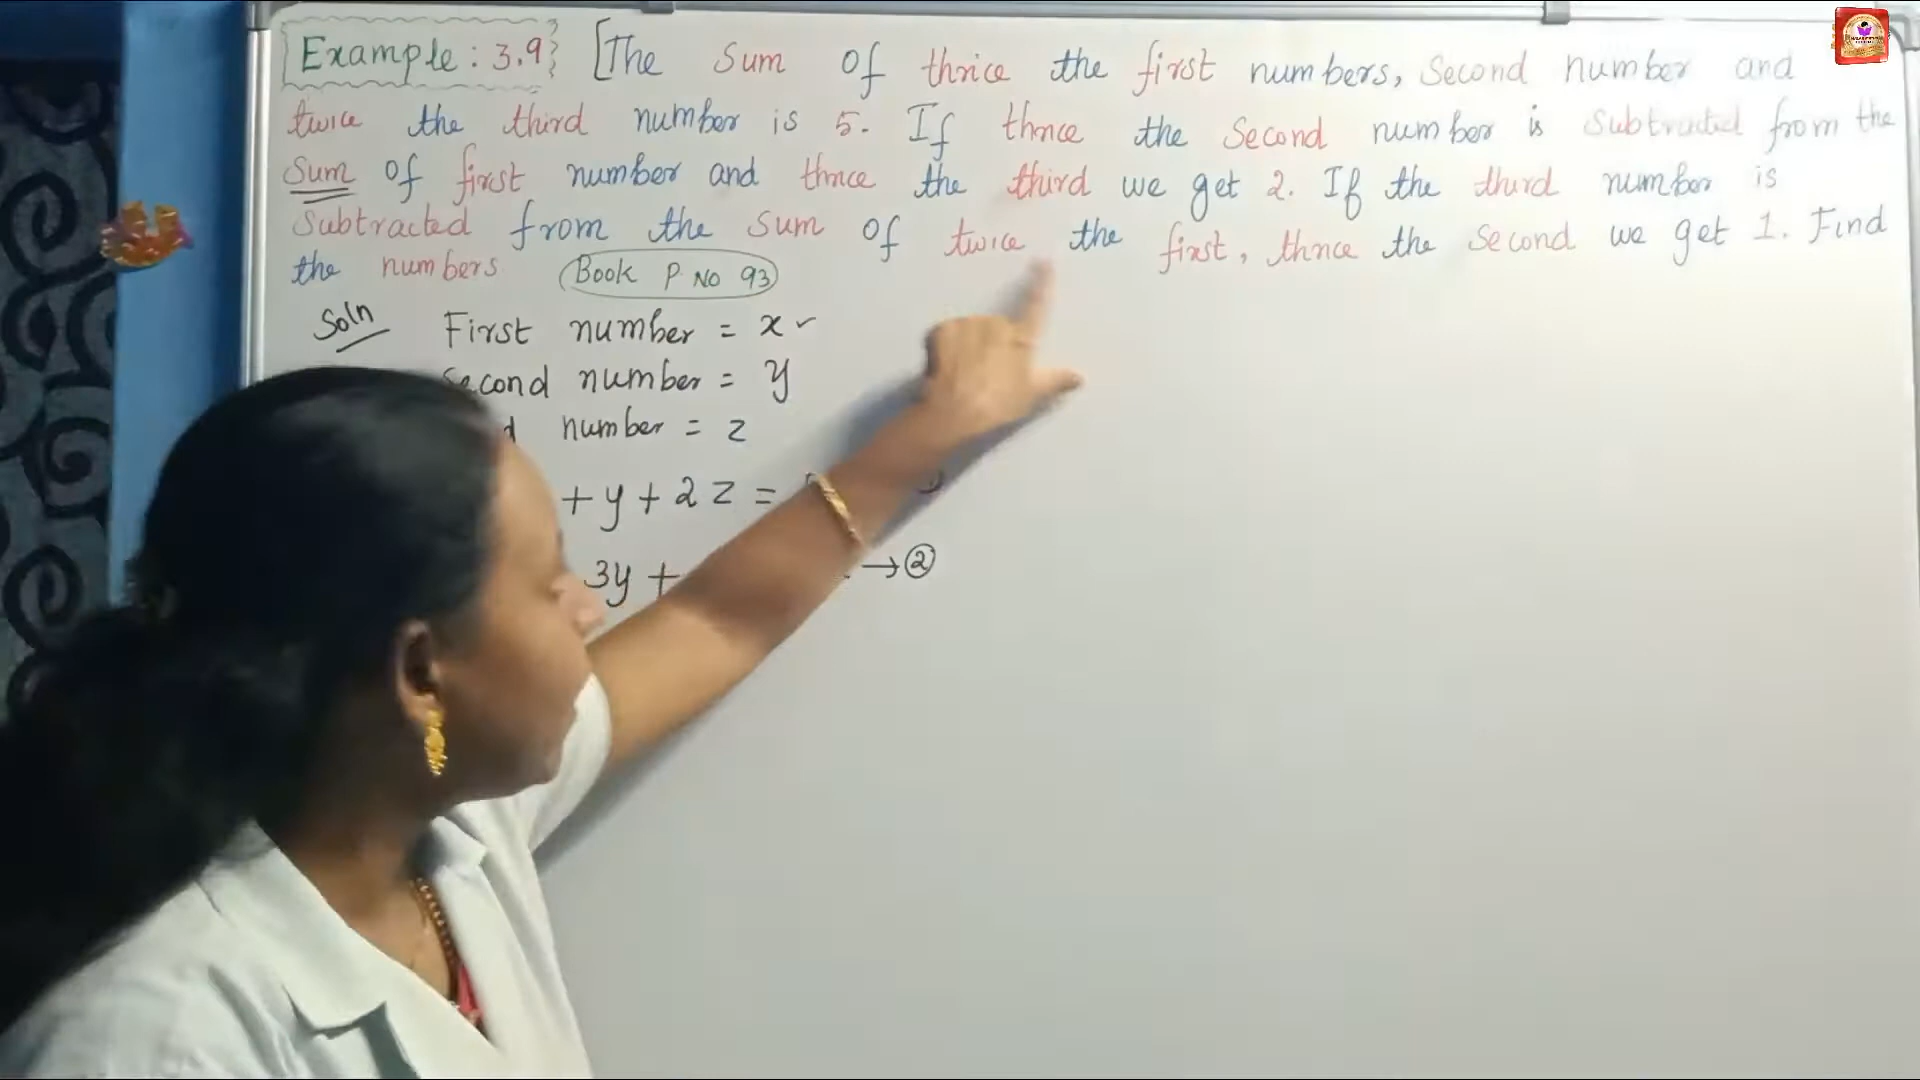 Example: 3.9 [The Sum of thrice the first numbers, Second number and
twice the third number is 5. If thrice the Second number is Subtracted from the
Sum of first number and thrice the third we get 2. If the third number is
Subtracted from the sum of twice the first, thrice the Second we get 1. Find
the numbers Book P No 93
Soln First number = x ✓
Second number = y
number = z
+ y + 2z =
3y + → ②